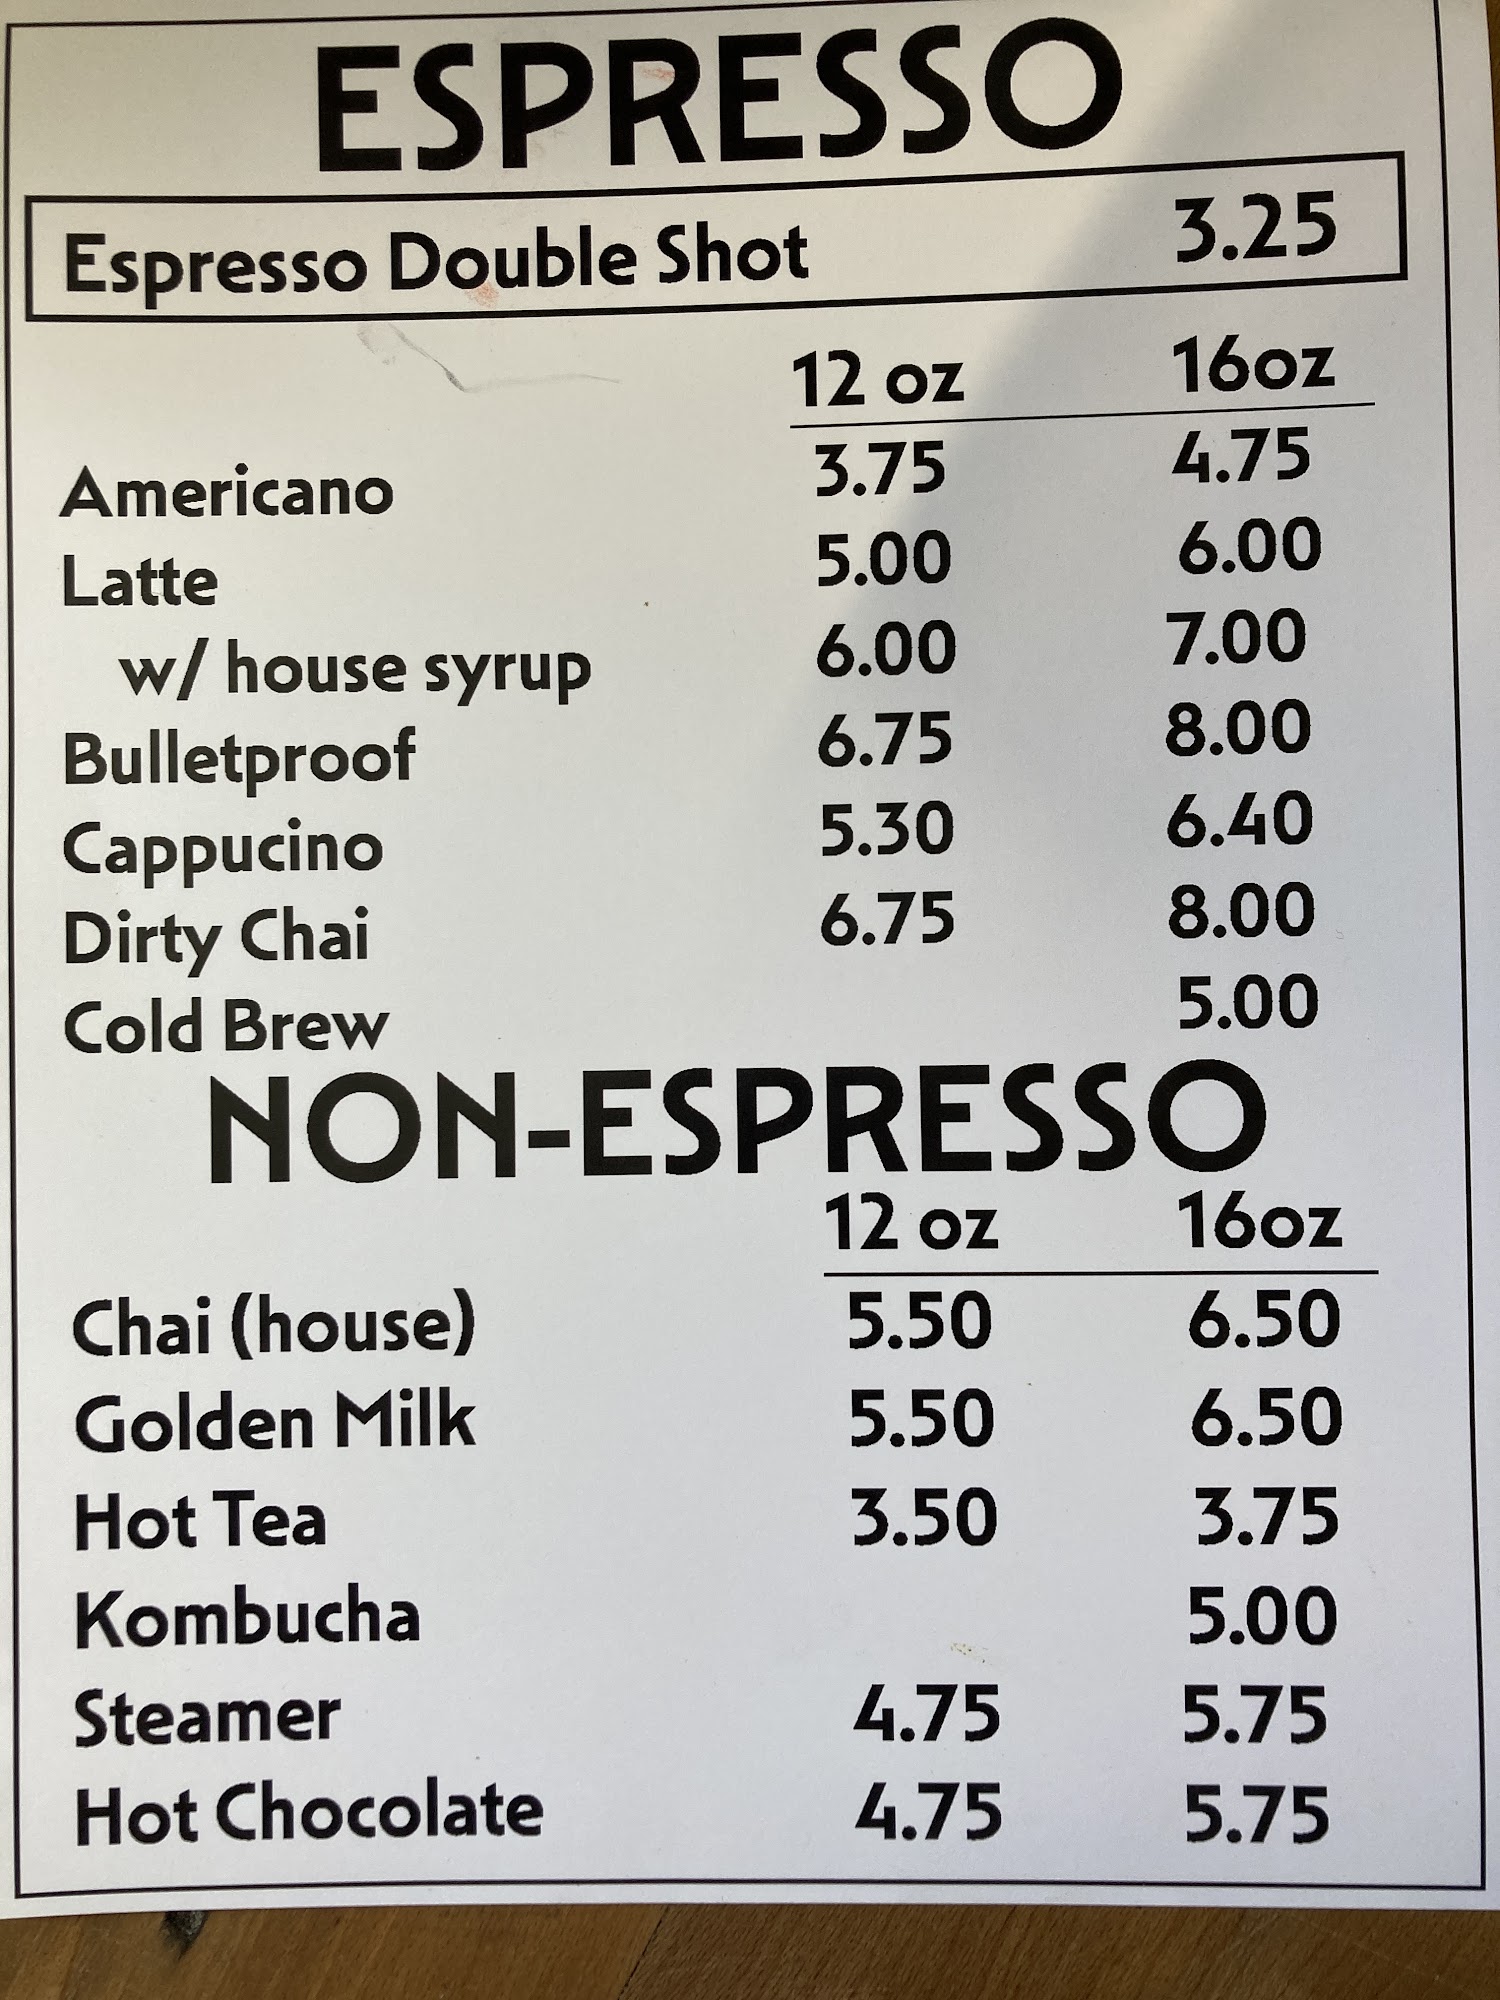 ESPRESSO
Espresso Double Shot 3.25
12 oz 16oz
Americano 3.75 4.75
Latte 5.00 6.00
w/ house syrup 6.00 7.00
Bulletproof 6.75 8.00
Cappucino 5.30 6.40
Dirty Chai 6.75 8.00
Cold Brew 5.00
NON-ESPRESSO
12 oz 16oz
Chai (house) 5.50 6.50
Golden Milk 5.50 6.50
Hot Tea 3.50 3.75
Kombucha 5.00
Steamer 4.75 5.75
Hot Chocolate 4.75 5.75